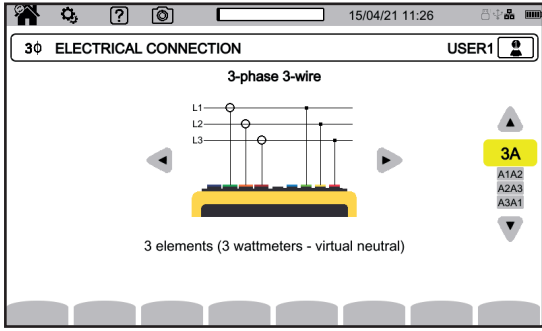 15/04/21 11:26
3Φ ELECTRICAL CONNECTION USER1
3-phase 3-wire
L1
L2
L3
3A
A1A2
A2A3
A3A1
3 elements (3 wattmeters - virtual neutral)